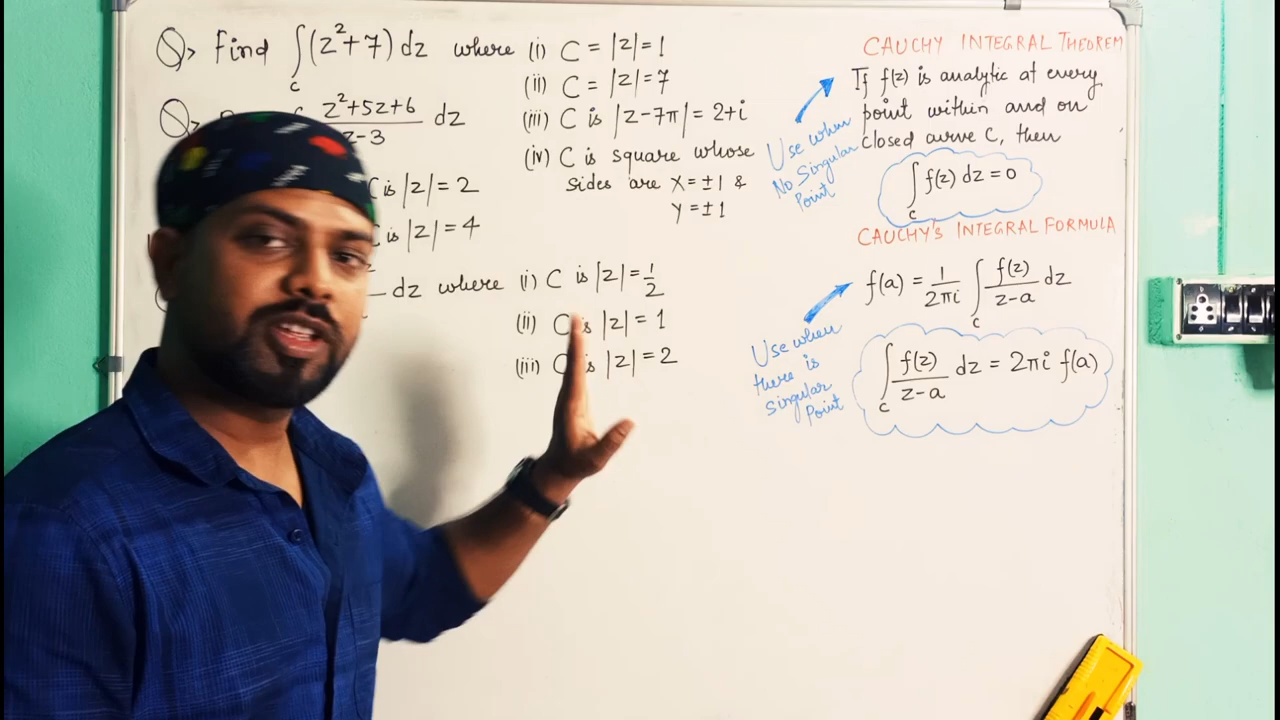 Q> Find ∫_C (z²+7) dz where (i) C = |z|=1
(ii) C = |z|=7
(iii) C is |z-7π| = 2+i
(iv) C is square whose
sides are x=±1 &
y=±1
Q> z²+5z+6 / z-3 dz
C is |z|=2
is |z|=4
dz where (i) C is |z|=1/2
(ii) C is |z|=1
(iii) C is |z|=2
CAUCHY INTEGRAL THEOREM
If f(z) is analytic at every
point within and on
closed curve C, then
∫_C f(z) dz=0
Use when
No Singular
Point
CAUCHY's INTEGRAL FORMULA
f(a) = 1/2πi ∫_C f(z)/z-a dz
∫_C f(z)/z-a dz = 2πi f(a)
Use when
there is
singular
Point